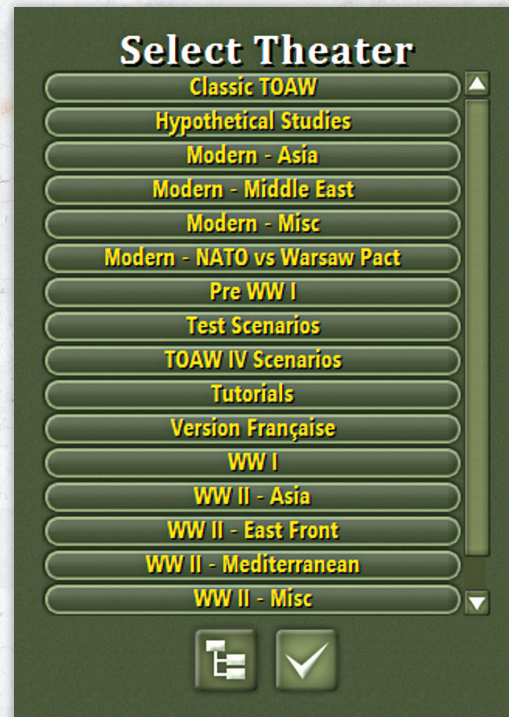 Select Theater
Classic TOAW
Hypothetical Studies
Modern - Asia
Modern - Middle East
Modern - Misc
Modern - NATO vs Warsaw Pact
Pre WW I
Test Scenarios
TOAW IV Scenarios
Tutorials
Version Française
WW I
WW II - Asia
WW II - East Front
WW II - Mediterranean
WW II - Misc